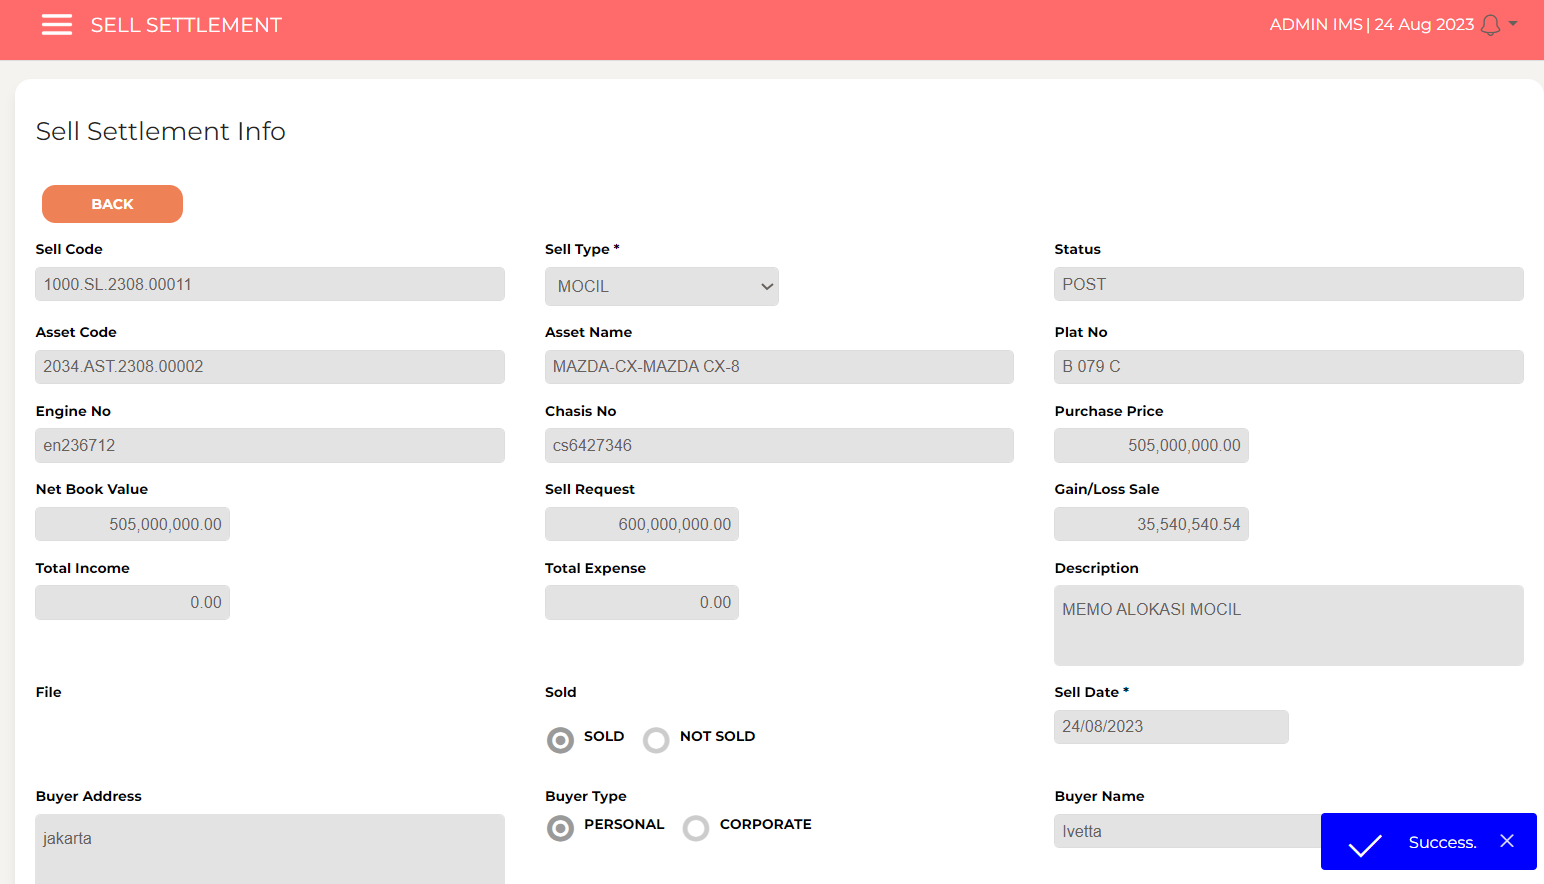 SELL SETTLEMENT
ADMIN IMS | 24 Aug 2023
Sell Settlement Info
BACK
Sell Code
Sell Type *
Status
1000.SL.2308.00011
MOCIL
POST
Asset Code
Asset Name
Plat No
2034.AST.2308.00002
MAZDA-CX-MAZDA CX-8
B 079 C
Engine No
Chasis No
Purchase Price
en236712
cs6427346
505,000,000.00
Net Book Value
Sell Request
Gain/Loss Sale
505,000,000.00
600,000,000.00
35,540,540.54
Total Income
Total Expense
Description
0.00
0.00
MEMO ALOKASI MOCIL
File
Sold
Sell Date *
SOLD
NOT SOLD
24/08/2023
Buyer Address
Buyer Type
Buyer Name
jakarta
PERSONAL
CORPORATE
Ivetta
Success.